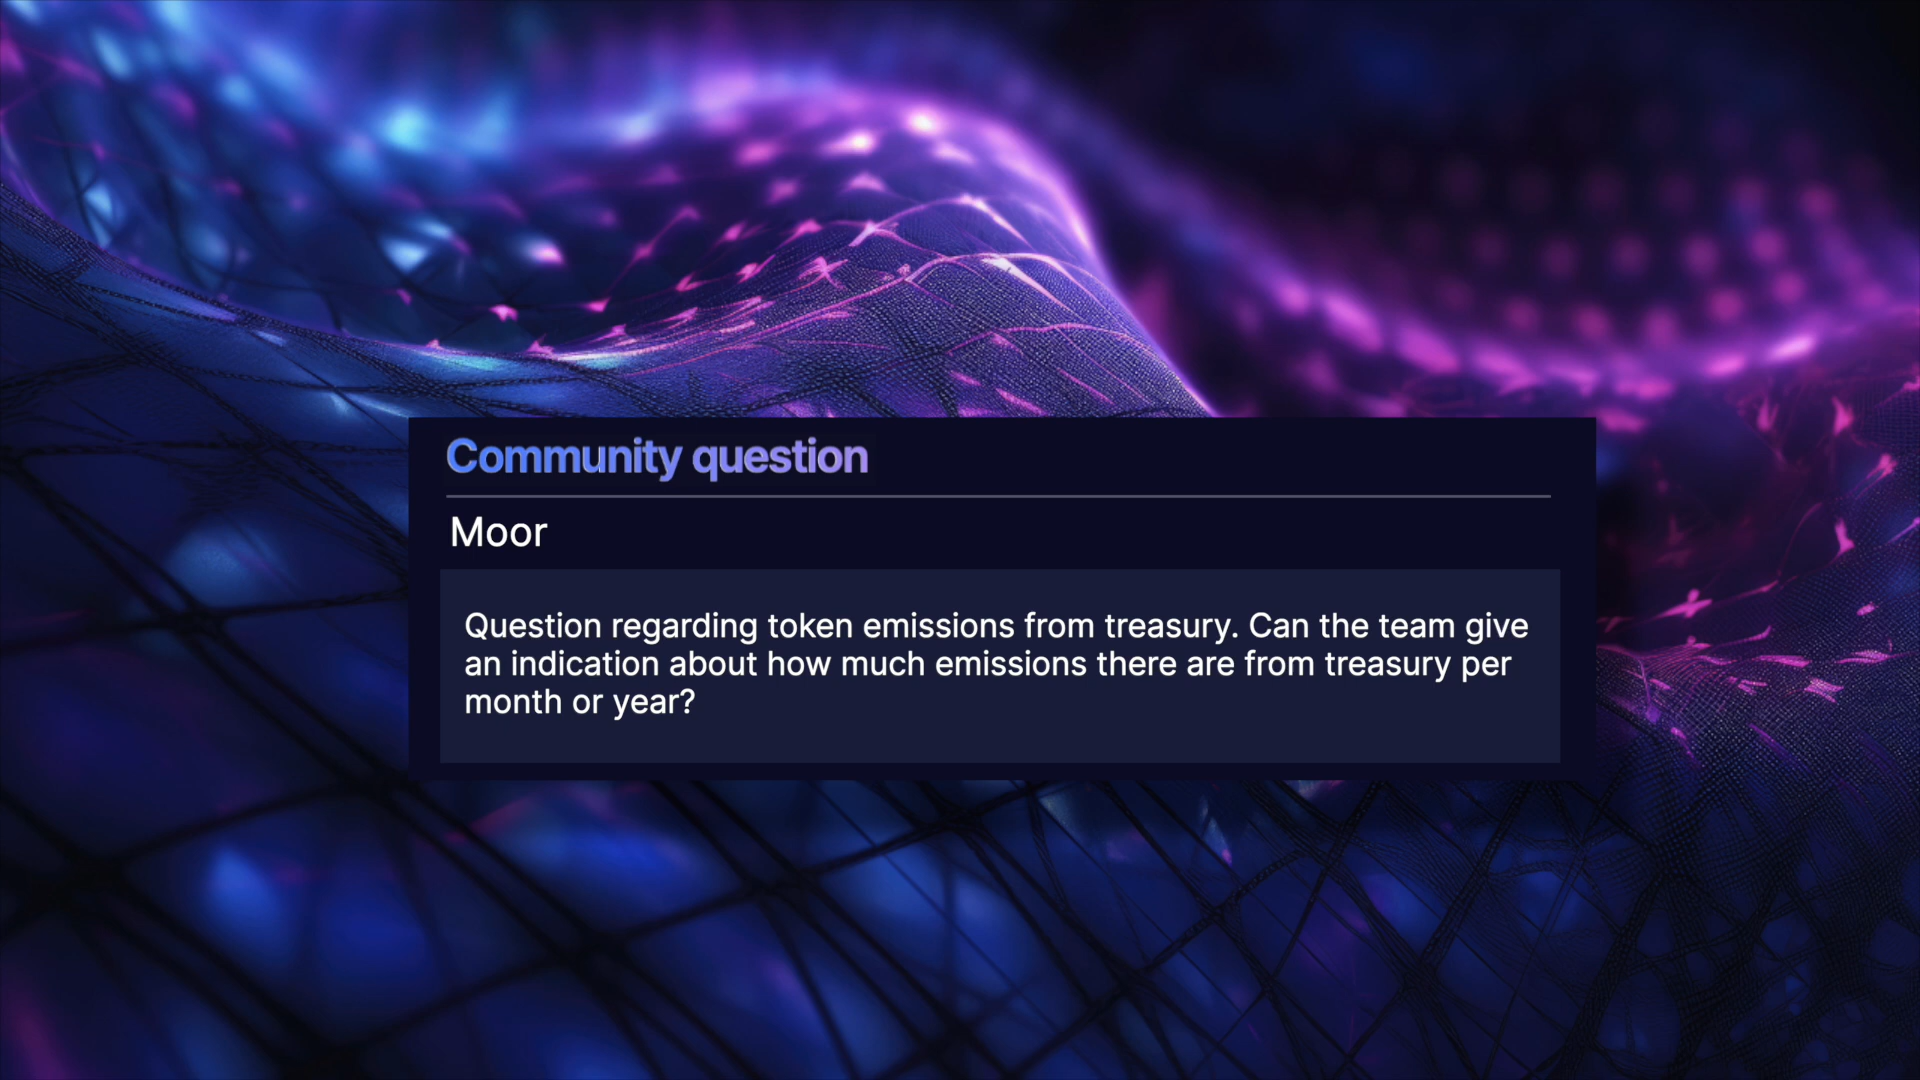 Community question
Moor
Question regarding token emissions from treasury. Can the team give
an indication about how much emissions there are from treasury per
month or year?